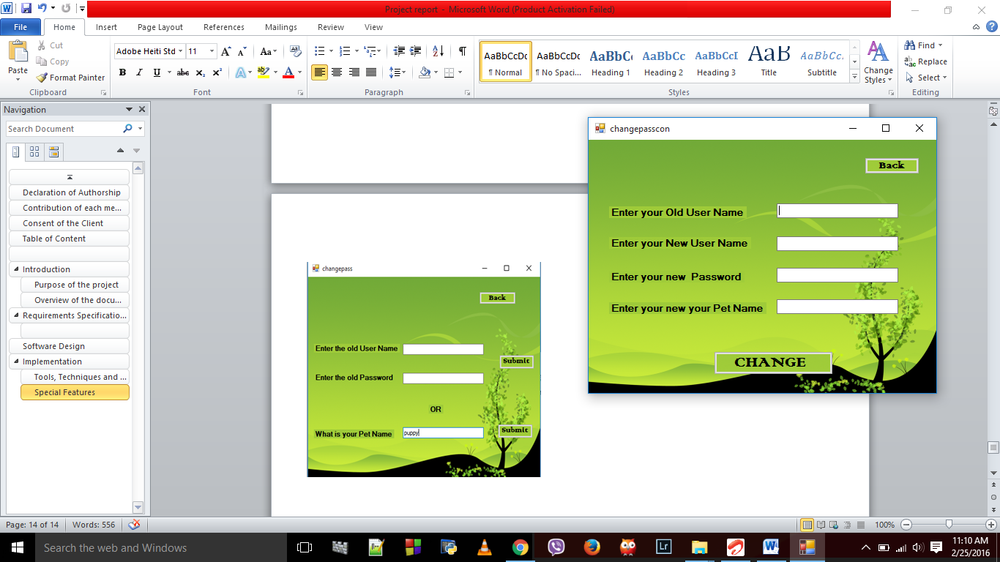 Project report - Microsoft Word (Product Activation Failed)
File Home Insert Page Layout References Mailings Review View
Paste
Cut
Copy
Format Painter
Clipboard
Adobe Heiti Std 11
Font
Paragraph
AaBbCcDc AaBbCcDc AaBbC AaBbCc AaBbCcI AaB AaBbCc.
¶ Normal ¶ No Spaci... Heading 1 Heading 2 Heading 3 Title Subtitle
Change
Styles
Styles
Find
Replace
Select
Editing
Navigation
Search Document
Declaration of Authorship
Contribution of each me...
Consent of the Client
Table of Content
Introduction
Purpose of the project
Overview of the docu...
Requirements Specificatio...
Software Design
Implementation
Tools, Techniques and ...
Special Features
changepass
Back
Enter the old User Name
Submit
Enter the old Password
OR
What is your Pet Name puppy Submit
changepasscon
Back
Enter your Old User Name
Enter your New User Name
Enter your new  Password
Enter your new your Pet Name
CHANGE
Page: 14 of 14 Words: 556 100%
Search the web and Windows
Lr
11:10 AM
2/25/2016